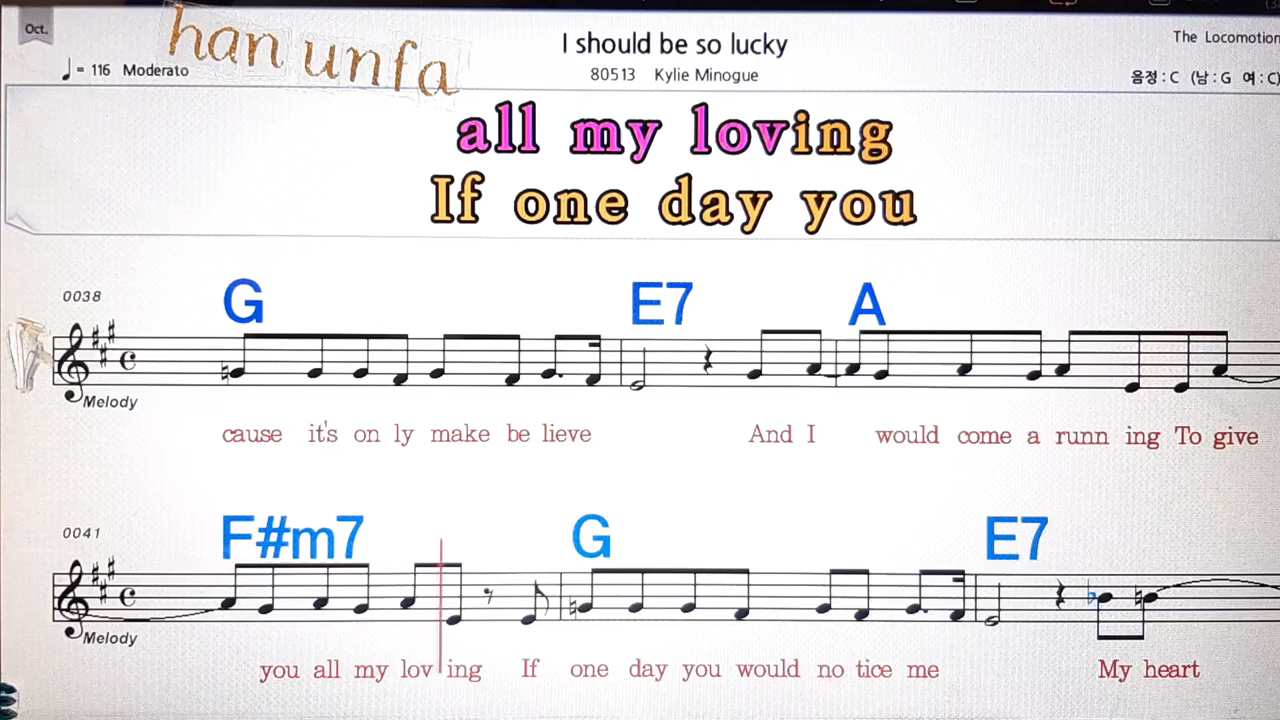 Oct.
han unfa
I should be so lucky
The Locomotion
♩ = 116 Moderato
80513 Kylie Minogue
음정 : C (남 : G 여 : C)
all my loving
If one day you
G E7 A
0038
Melody
cause it's on ly make be lieve And I would come a runn ing To give
F#m7 G E7
0041
Melody
you all my lov ing If one day you would no tice me My heart